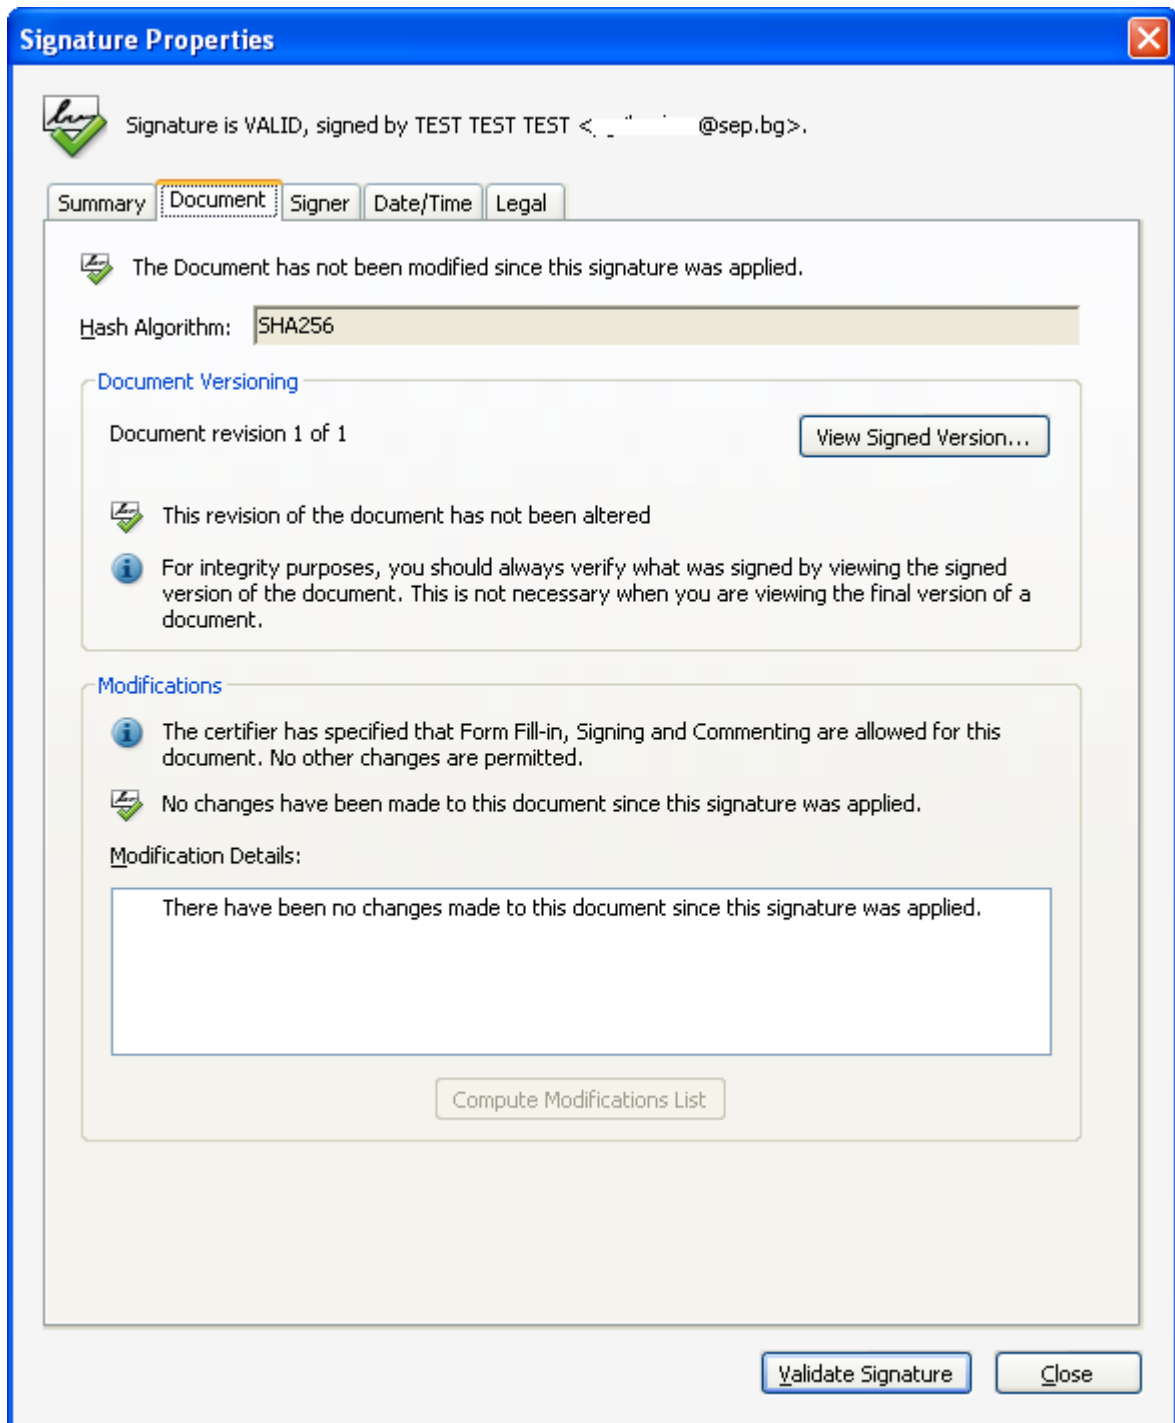 Signature Properties
Signature is VALID, signed by TEST TEST TEST < @sep.bg>.
Summary Document Signer Date/Time Legal
The Document has not been modified since this signature was applied.
Hash Algorithm: SHA256
Document Versioning
Document revision 1 of 1 View Signed Version...
This revision of the document has not been altered
For integrity purposes, you should always verify what was signed by viewing the signed
version of the document. This is not necessary when you are viewing the final version of a
document.
Modifications
The certifier has specified that Form Fill-in, Signing and Commenting are allowed for this
document. No other changes are permitted.
No changes have been made to this document since this signature was applied.
Modification Details:
There have been no changes made to this document since this signature was applied.
Compute Modifications List
Validate Signature Close